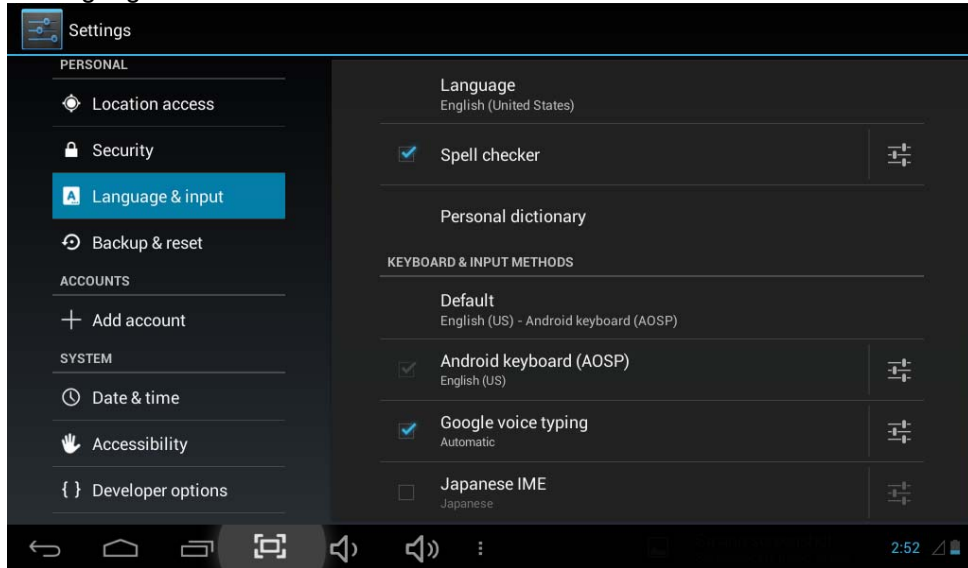 Settings
PERSONAL
Location access
Security
Language & input
Backup & reset
ACCOUNTS
Add account
SYSTEM
Date & time
Accessibility
{ } Developer options
Language
English (United States)
Spell checker
Personal dictionary
KEYBOARD & INPUT METHODS
Default
English (US) - Android keyboard (AOSP)
Android keyboard (AOSP)
English (US)
Google voice typing
Automatic
Japanese IME
Japanese
2:52